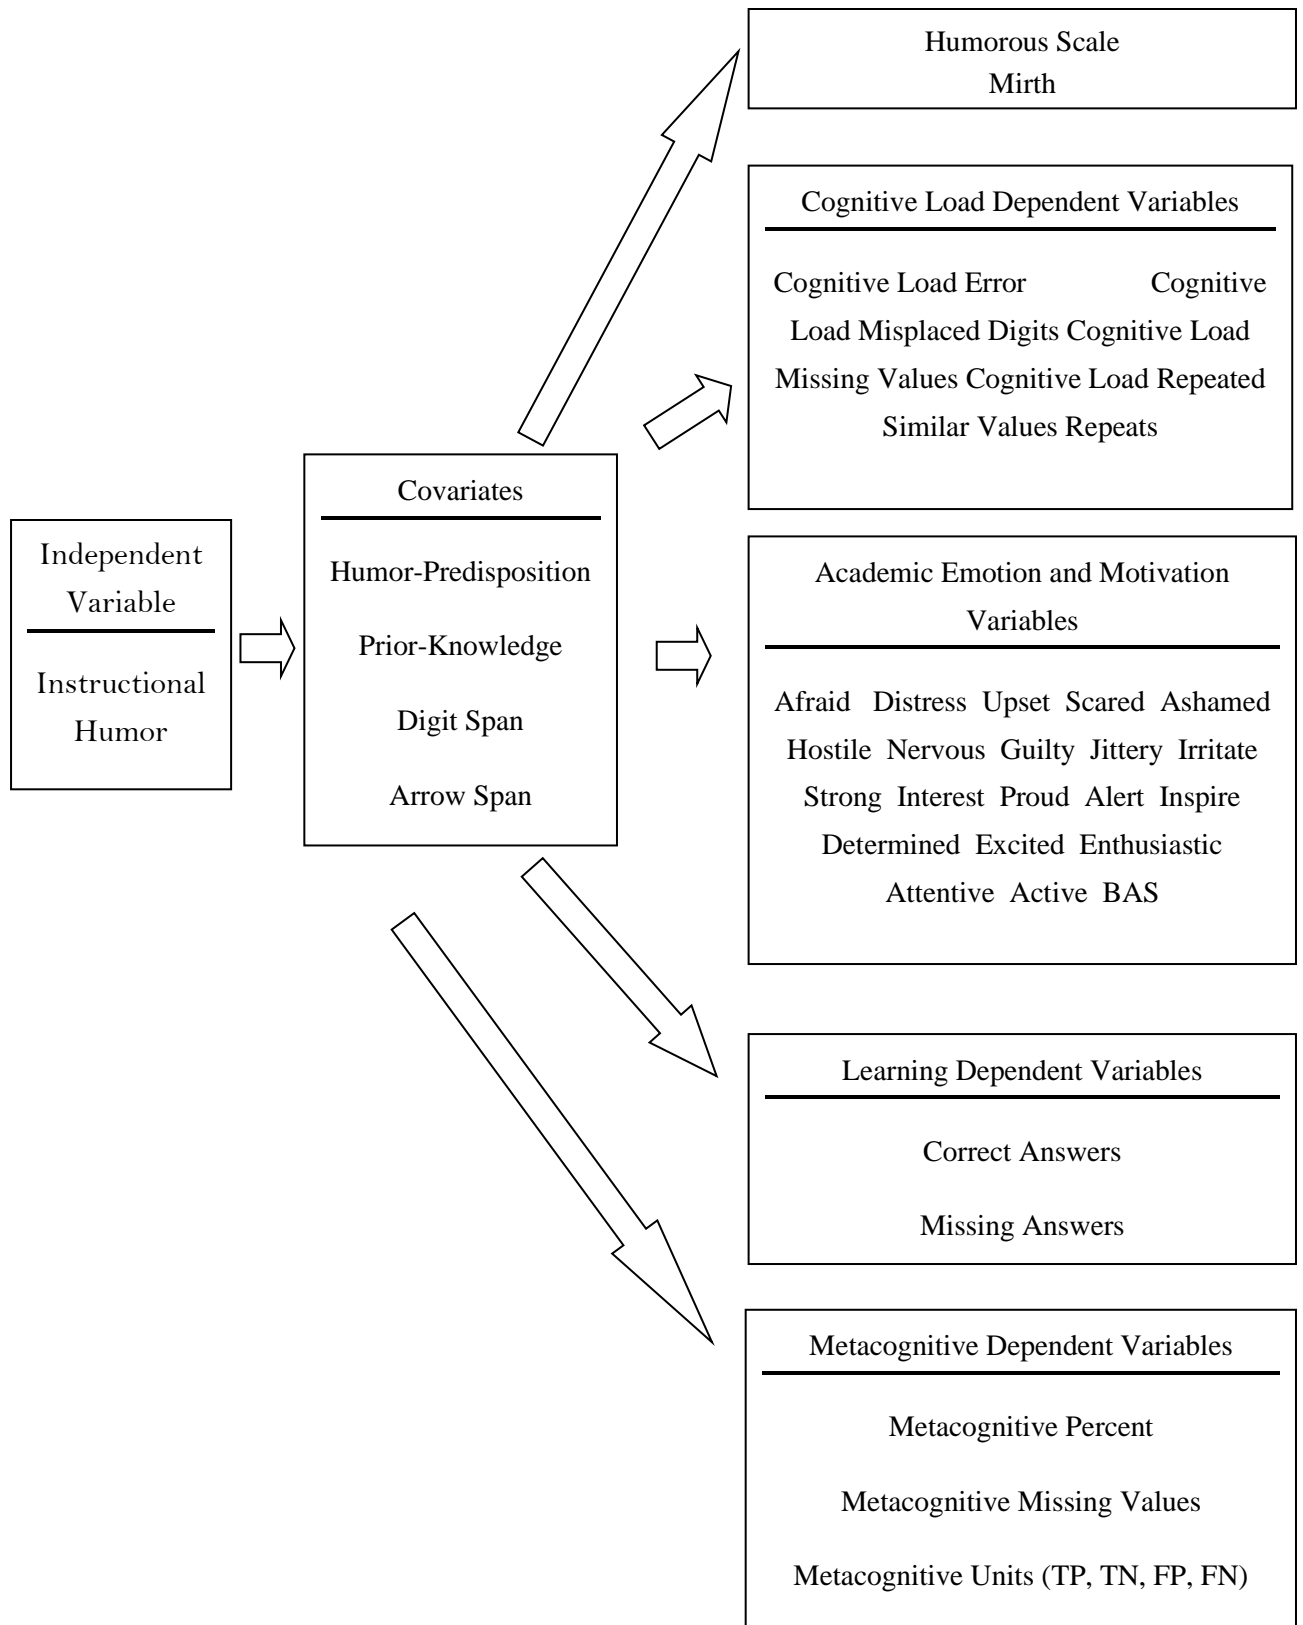 Humorous Scale
Mirth
Cognitive Load Dependent Variables
Cognitive Load Error Cognitive
Load Misplaced Digits Cognitive Load
Missing Values Cognitive Load Repeated
Similar Values Repeats
Independent
Variable
Instructional
Humor
Covariates
Humor-Predisposition
Prior-Knowledge
Digit Span
Arrow Span
Academic Emotion and Motivation
Variables
Afraid Distress Upset Scared Ashamed
Hostile Nervous Guilty Jittery Irritate
Strong Interest Proud Alert Inspire
Determined Excited Enthusiastic
Attentive Active BAS
Learning Dependent Variables
Correct Answers
Missing Answers
Metacognitive Dependent Variables
Metacognitive Percent
Metacognitive Missing Values
Metacognitive Units (TP, TN, FP, FN)